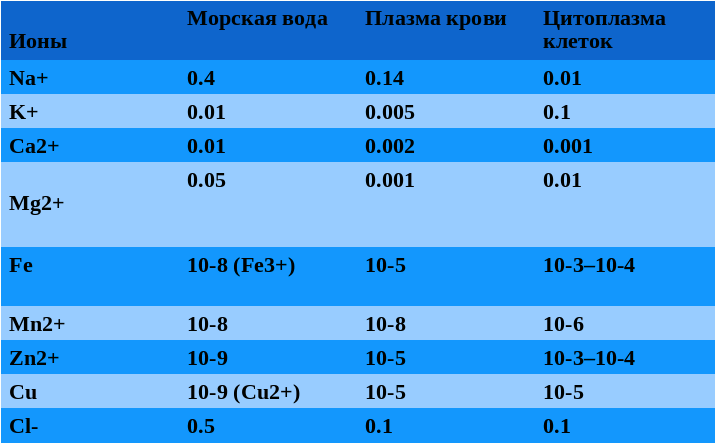 Ионы Морская вода Плазма крови Цитоплазма клеток
Na+ 0.4 0.14 0.01
K+ 0.01 0.005 0.1
Ca2+ 0.01 0.002 0.001
Mg2+ 0.05 0.001 0.01
Fe 10-8 (Fe3+) 10-5 10-3–10-4
Mn2+ 10-8 10-8 10-6
Zn2+ 10-9 10-5 10-3–10-4
Cu 10-9 (Cu2+) 10-5 10-5
Cl- 0.5 0.1 0.1